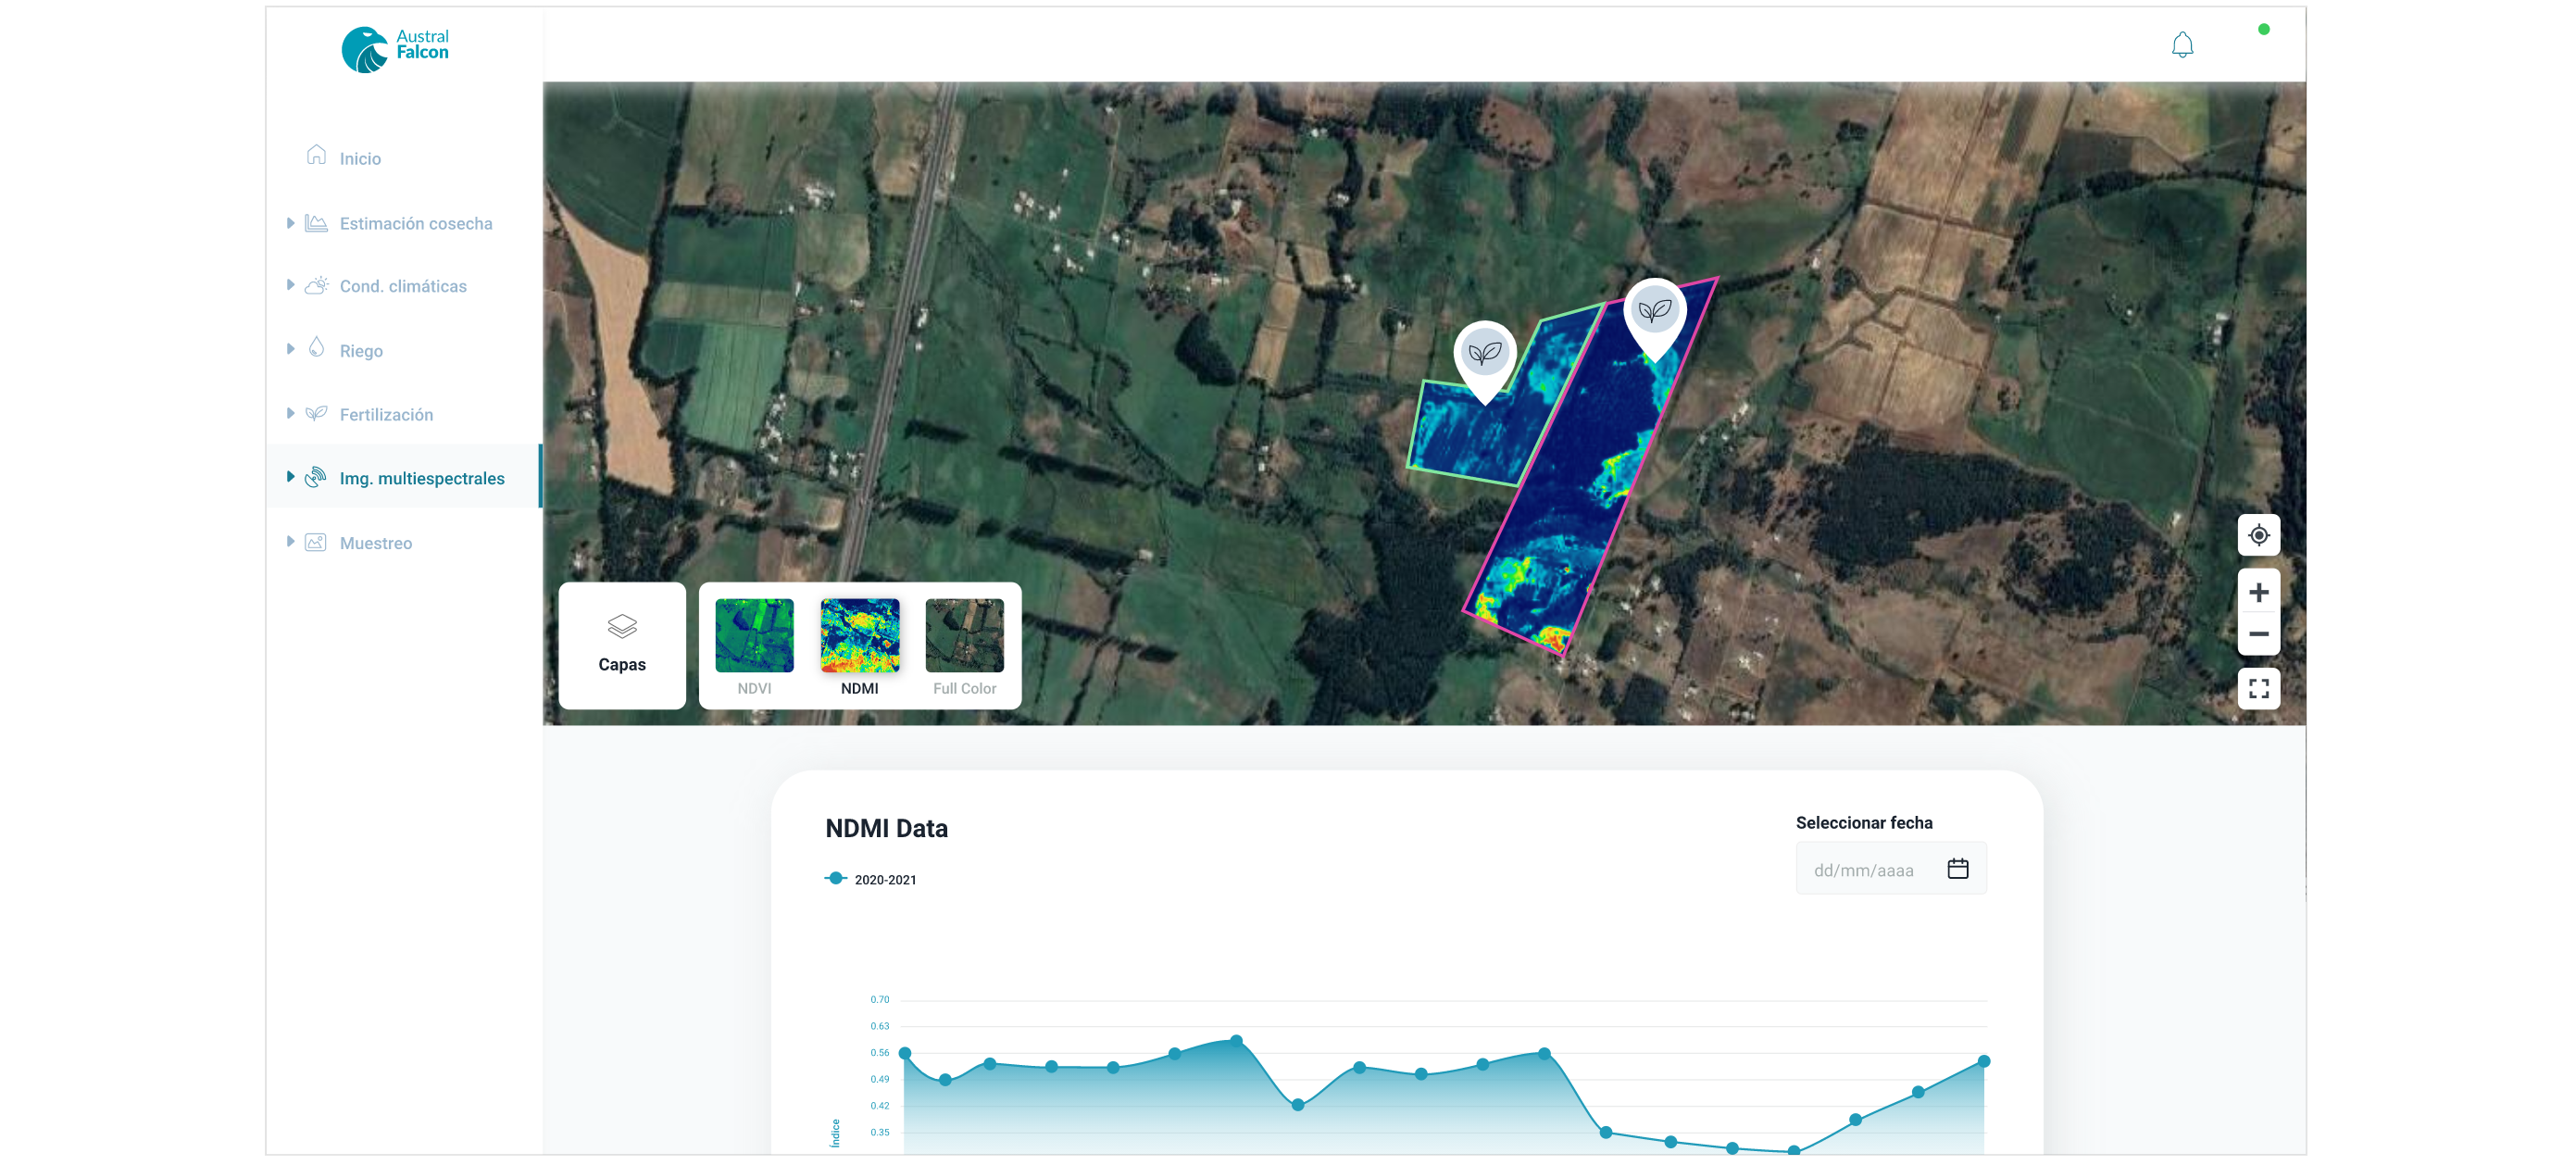 Austral
Falcon
Inicio
Estimación cosecha
Cond. climáticas
Riego
Fertilización
Img. multiespectrales
Muestreo
Capas
NDVI
NDMI
Full Color
NDMI Data
2020-2021
Seleccionar fecha
dd/mm/aaaa
0.70
0.63
0.56
0.49
0.42
0.35
Índice